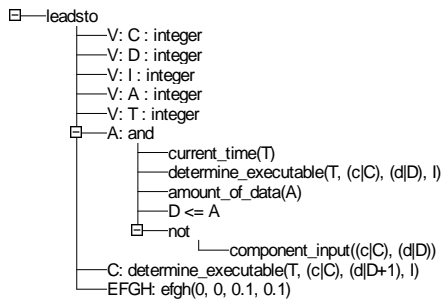 leadsto
V: C : integer
V: D : integer
V: I : integer
V: A : integer
V: T : integer
A: and
current_time(T)
determine_executable(T, (c|C), (d|D), I)
amount_of_data(A)
D <= A
not
component_input((c|C), (d|D))
C: determine_executable(T, (c|C), (d|D+1), I)
EFGH: efgh(0, 0, 0.1, 0.1)